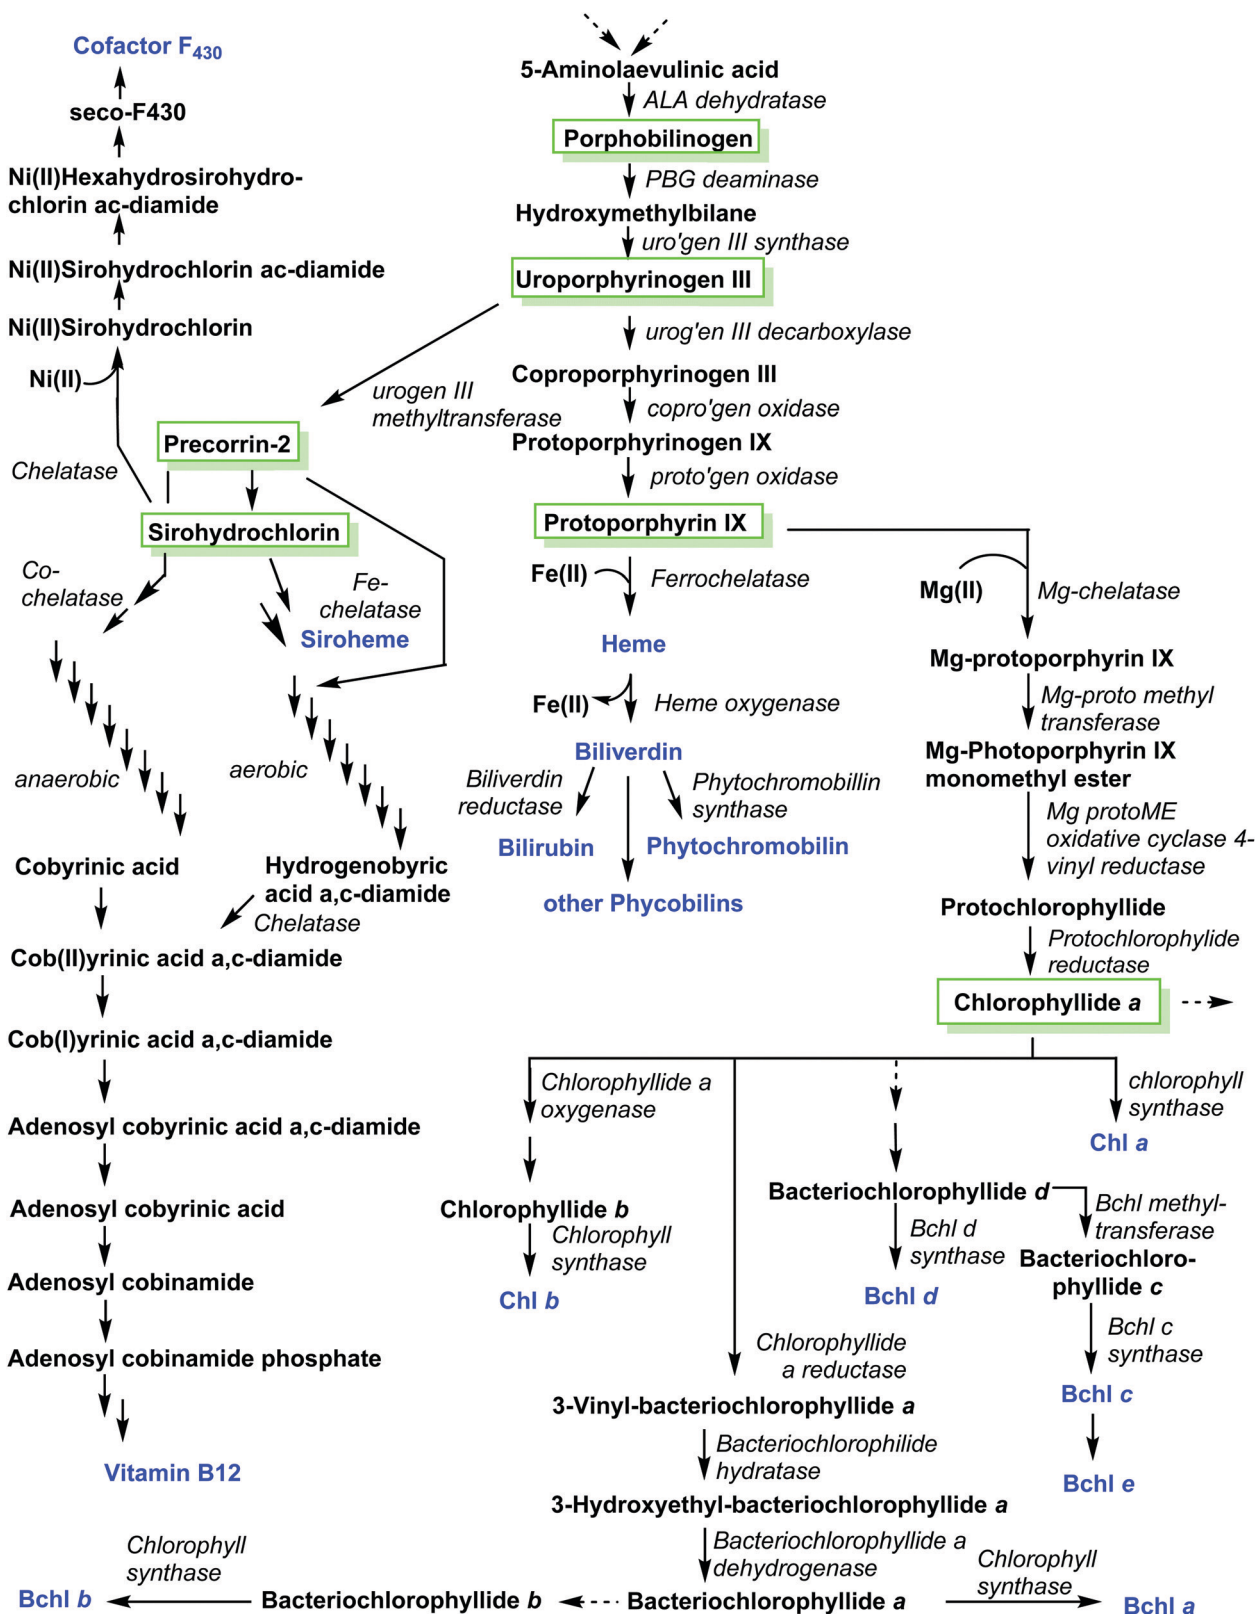 Cofactor F430
seco-F430
Ni(II)Hexahydrosirohydro-
chlorin ac-diamide
Ni(II)Sirohydrochlorin ac-diamide
Ni(II)Sirohydrochlorin
Ni(II)
Chelatase
5-Aminolaevulinic acid
ALA dehydratase
Porphobilinogen
PBG deaminase
Hydroxymethylbilane
uro'gen III synthase
Uroporphyrinogen III
urog'en III decarboxylase
Coproporphyrinogen III
copro'gen oxidase
Protoporphyrinogen IX
proto'gen oxidase
Protoporphyrin IX
urogen III
methyltransferase
Precorrin-2
Sirohydrochlorin
Co-
chelatase
Fe-
chelatase
Siroheme
anaerobic
aerobic
Cobyrinic acid
Hydrogenobyric
acid a,c-diamide
Chelatase
Cob(II)yrinic acid a,c-diamide
Cob(I)yrinic acid a,c-diamide
Adenosyl cobyrinic acid a,c-diamide
Adenosyl cobyrinic acid
Adenosyl cobinamide
Adenosyl cobinamide phosphate
Vitamin B12
Fe(II)
Ferrochelatase
Heme
Fe(II)
Heme oxygenase
Biliverdin
Biliverdin
reductase
Phytochromobillin
synthase
Bilirubin
Phytochromobilin
other Phycobilins
Mg(II)
Mg-chelatase
Mg-protoporphyrin IX
Mg-proto methyl
transferase
Mg-Photoporphyrin IX
monomethyl ester
Mg protoME
oxidative cyclase 4-
vinyl reductase
Protochlorophyllide
Protochlorophylide
reductase
Chlorophyllide a
Chlorophyllide a
oxygenase
chlorophyll
synthase
Chl a
Chlorophyllide b
Chlorophyll
synthase
Chl b
Bacteriochlorophyllide d
Bchl d
synthase
Bchl d
Bchl methyl-
transferase
Bacteriochloro-
phyllide c
Bchl c
synthase
Bchl c
Bchl e
Chlorophyllide
a reductase
3-Vinyl-bacteriochlorophyllide a
Bacteriochlorophilide
hydratase
3-Hydroxyethyl-bacteriochlorophyllide a
Bacteriochlorophyllide a
dehydrogenase
Bacteriochlorophyllide a
Chlorophyll
synthase
Bchl a
Bacteriochlorophyllide b
Chlorophyll
synthase
Bchl b